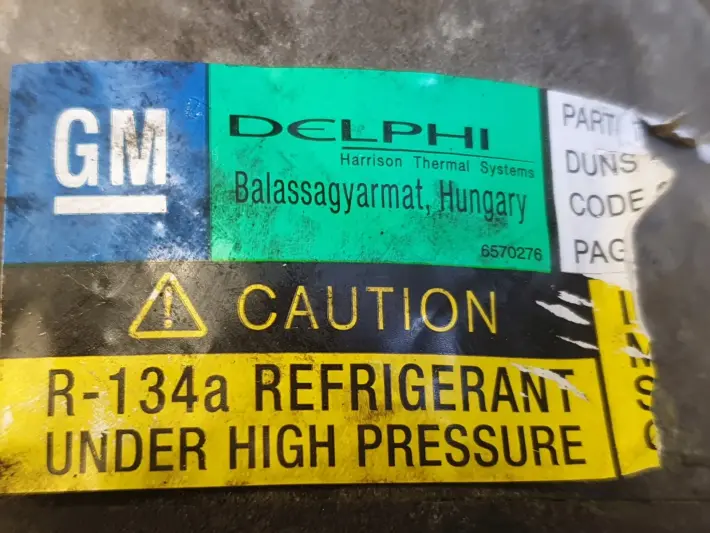 GM
DELPHI
Harrison Thermal Systems
Balassagyarmat, Hungary
6570276
PART
DUNS
CODE
PAG
CAUTION
R-134a REFRIGERANT
UNDER HIGH PRESSURE